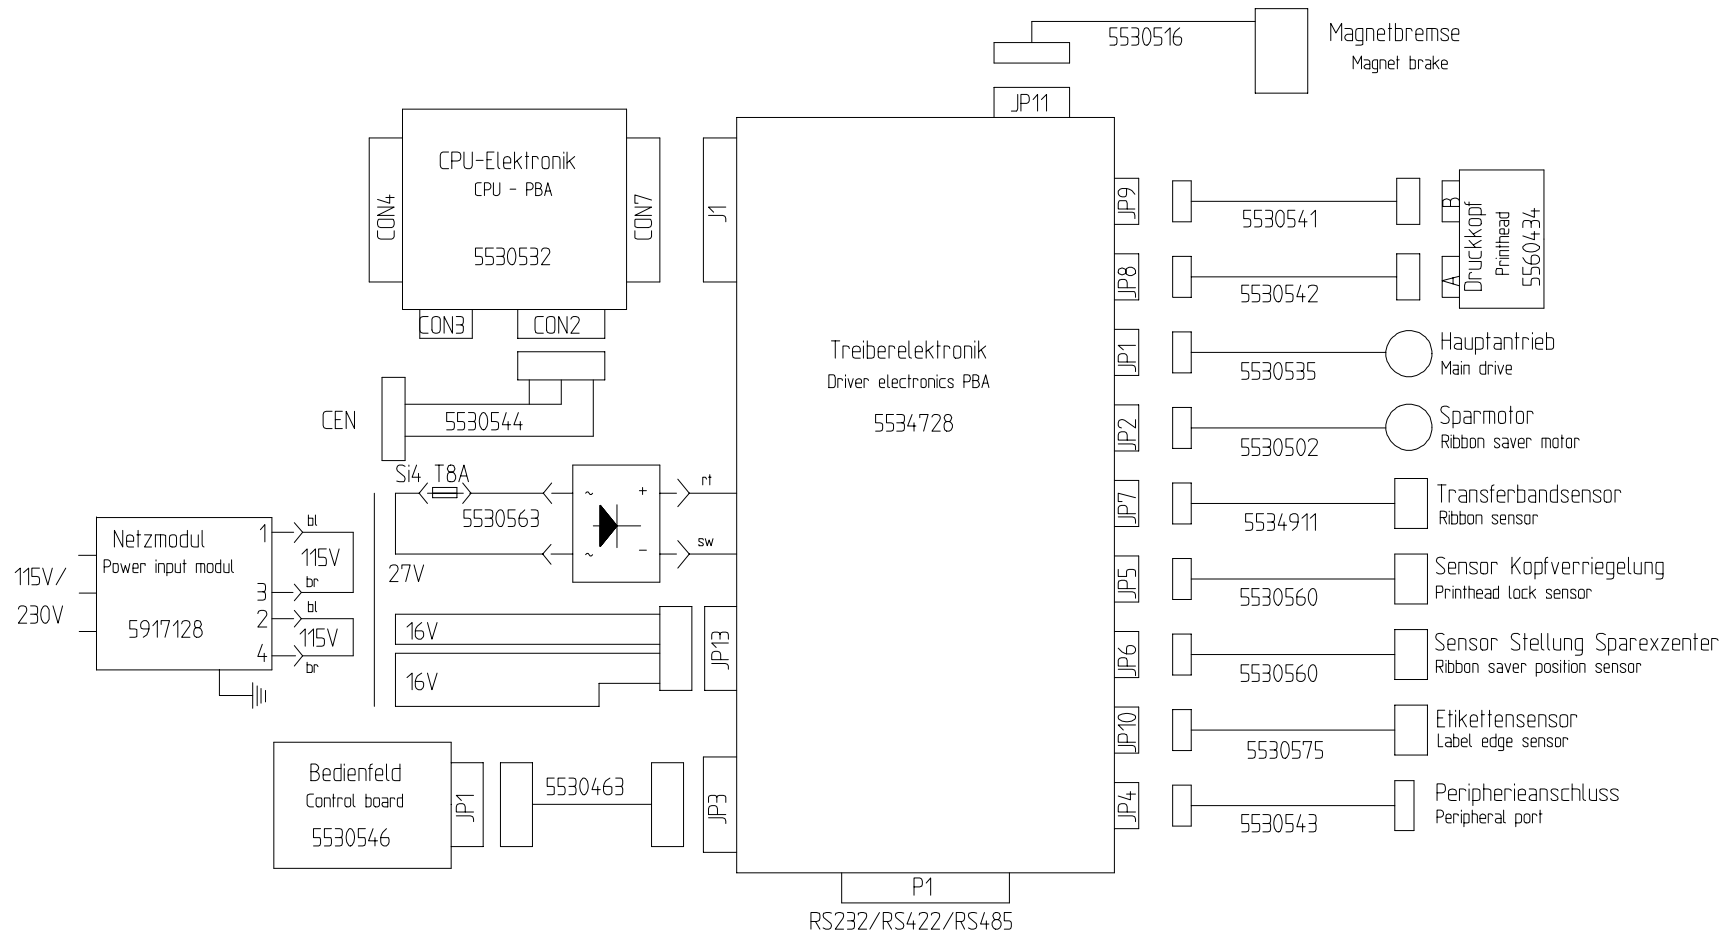 5530516
Magnetbremse
Magnet brake
JP11
CPU-Elektronik
CPU - PBA
5530532
CON4
CON7
CON3
CON2
J1
CEN
5530544
Treiberelektronik
Driver electronics PBA
5534728
JP9
5530541
B
JP8
5530542
A
Druckkopf
Printhead
5560434
JP1
5530535
Hauptantrieb
Main drive
JP2
5530502
Sparmotor
Ribbon saver motor
JP7
5534911
Transferbandsensor
Ribbon sensor
JP5
5530560
Sensor Kopfverriegelung
Printhead lock sensor
JP6
5530560
Sensor Stellung Sparexzenter
Ribbon saver position sensor
JP10
5530575
Etikettensensor
Label edge sensor
JP4
5530543
Peripherieanschluss
Peripheral port
Si4 T8A
5530563
~ +
~ -
rt
sw
27V
115V/
230V
Netzmodul
Power input modul
5917128
1
3
2
4
bl
115V
br
bl
115V
br
16V
16V
JP13
Bedienfeld
Control board
5530546
JP1
5530463
JP3
P1
RS232/RS422/RS485